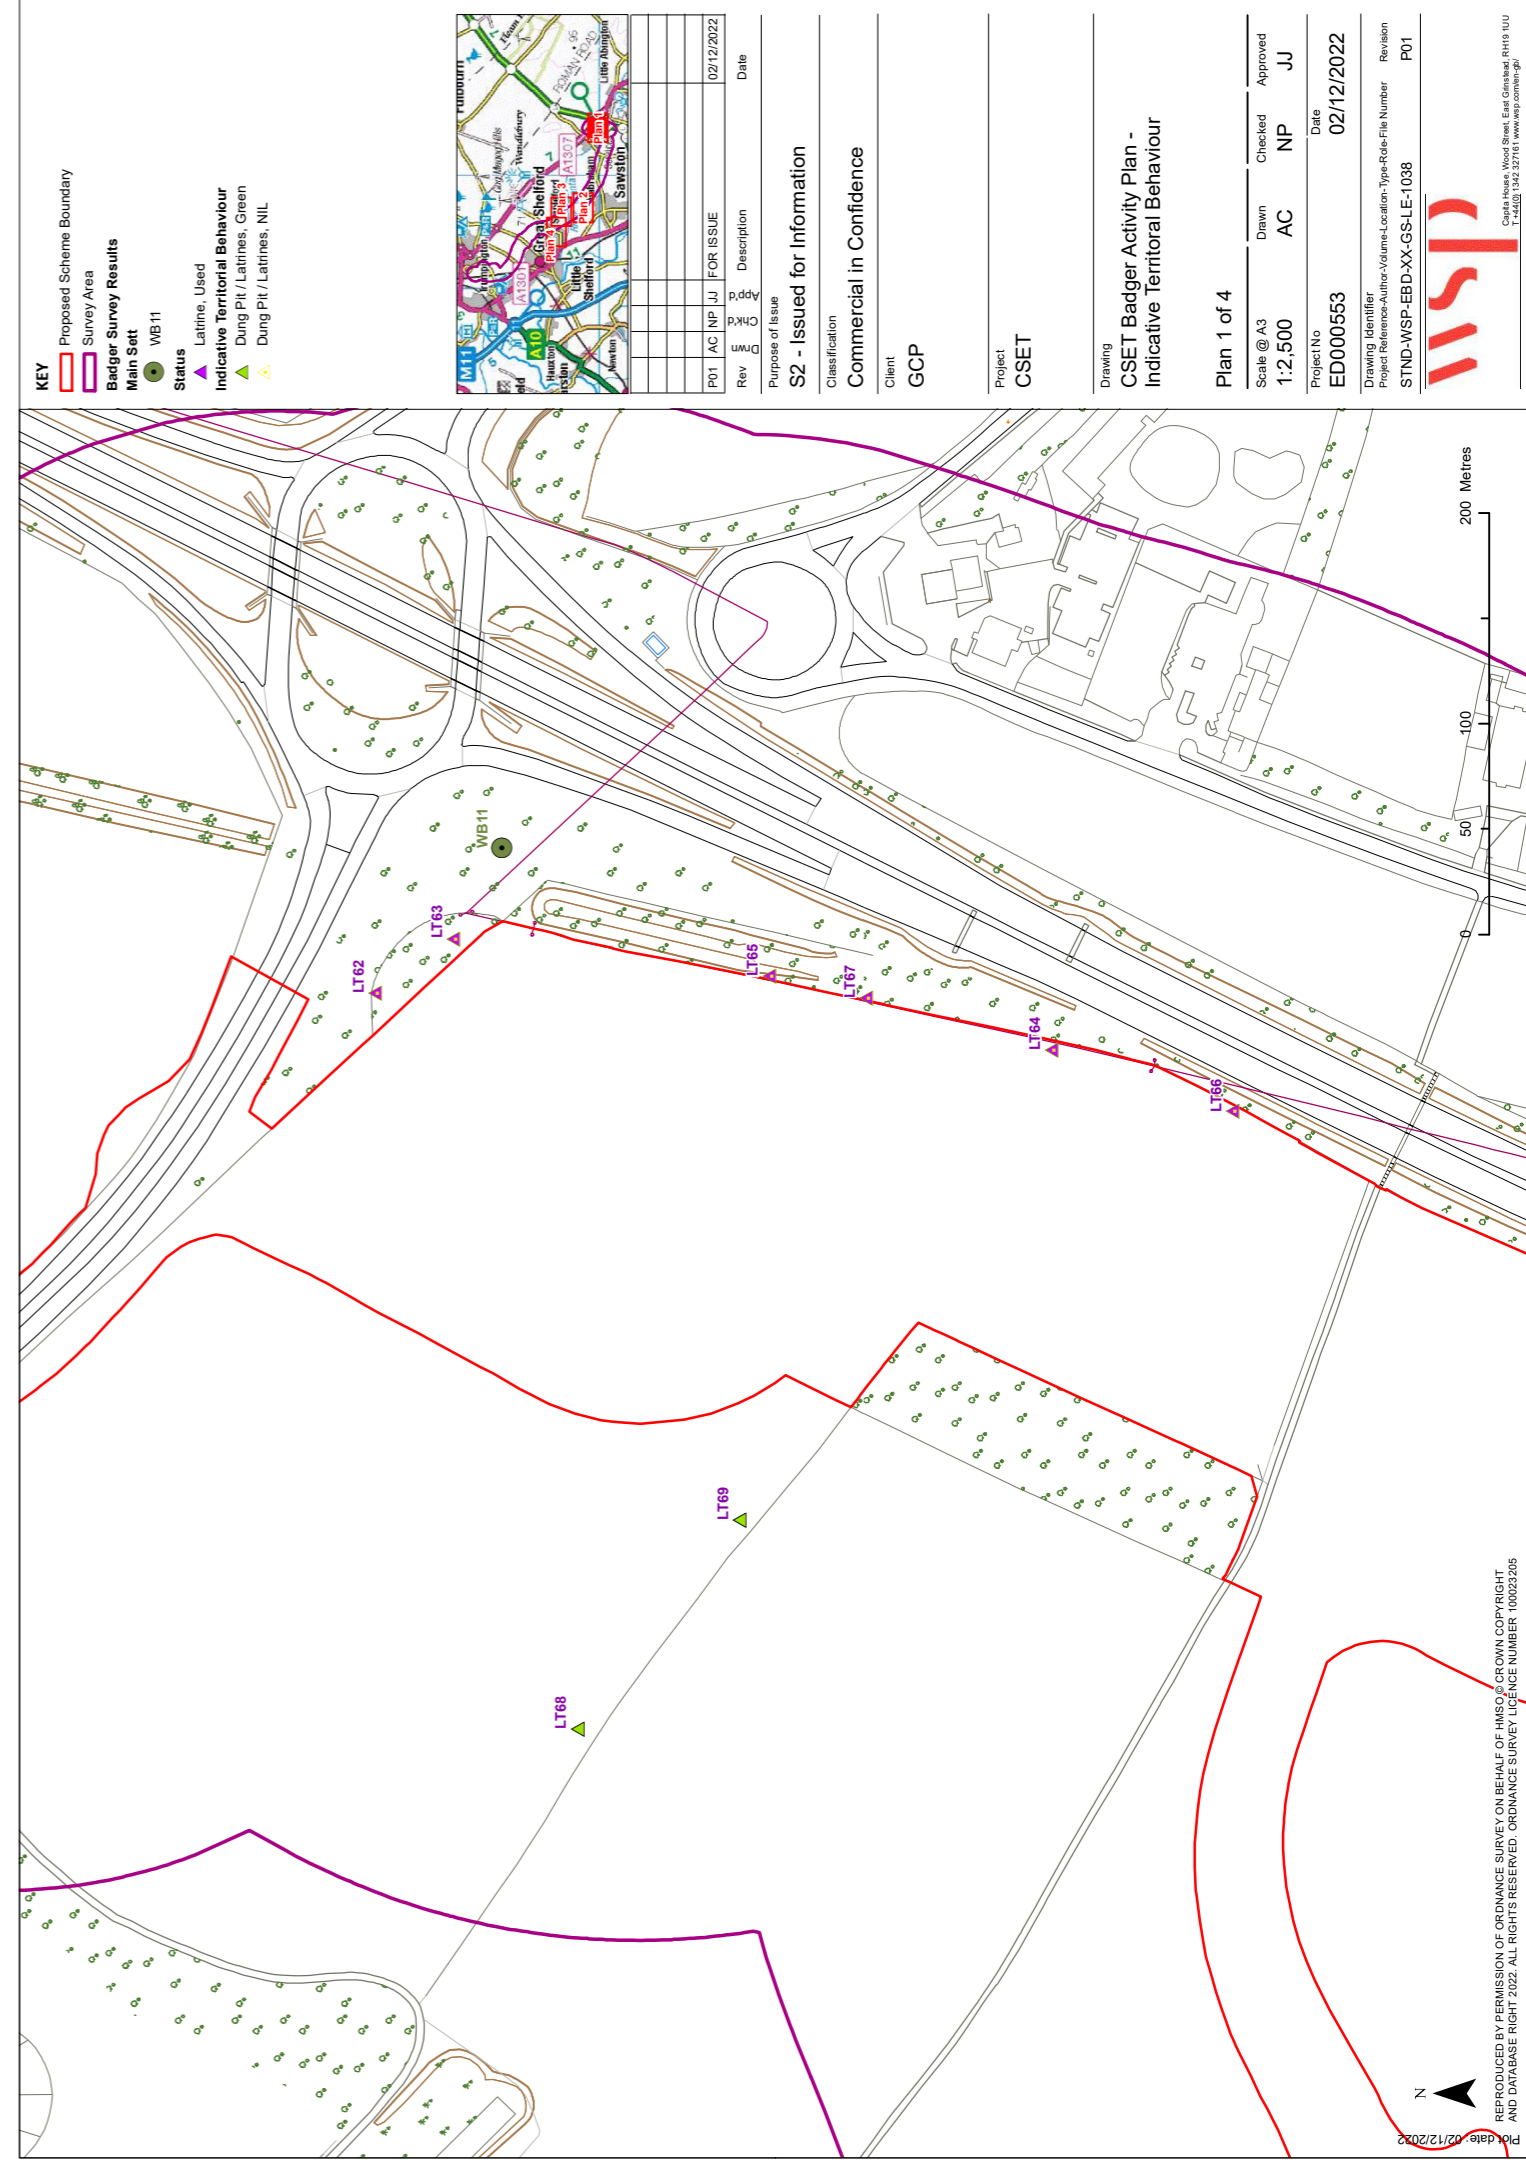 KEY
Proposed Scheme Boundary
Survey Area
Badger Survey Results
Main Sett
WB11
Status
Latrine, Used
Indicative Territorial Behaviour
Dung Pit / Latrines, Green
Dung Pit / Latrines, NIL
M11
A10
A1301
A1307
Trumpington
Great Shelford
Little
Shelford
Hauxton
Newton
Sawston
Wandlebury
ROMAN ROAD
Little Abington
Plan 1
Plan 2
Plan 3
Plan 4
P01 AC NP JJ FOR ISSUE 02/12/2022
Rev Drwn Chk'd App'd Description Date
Purpose of Issue
S2 - Issued for Information
Classification
Commercial in Confidence
Client
GCP
Project
CSET
Drawing
CSET Badger Activity Plan -
Indicative Territorial Behaviour
Plan 1 of 4
Scale @ A3 Drawn Checked Approved
1:2,500 AC NP JJ
Project No Date
ED000553 02/12/2022
Drawing Identifier
Project Reference-Author-Volume-Location-Type-Role-File Number Revision
STND-WSP-EBD-XX-GS-LE-1038 P01
wsp
Capita House, Wood Street, East Grinstead, RH19 1UU
T +44(0) 1342 327161 www.wsp.com/en-gb/
WB11
LT63
LT62
LT65
LT67
LT64
LT66
LT69
LT68
0 50 100 200 Metres
N
REPRODUCED BY PERMISSION OF ORDNANCE SURVEY ON BEHALF OF HMSO © CROWN COPYRIGHT
AND DATABASE RIGHT 2022. ALL RIGHTS RESERVED. ORDNANCE SURVEY LICENCE NUMBER 100023205
Plot date: 02/12/2022